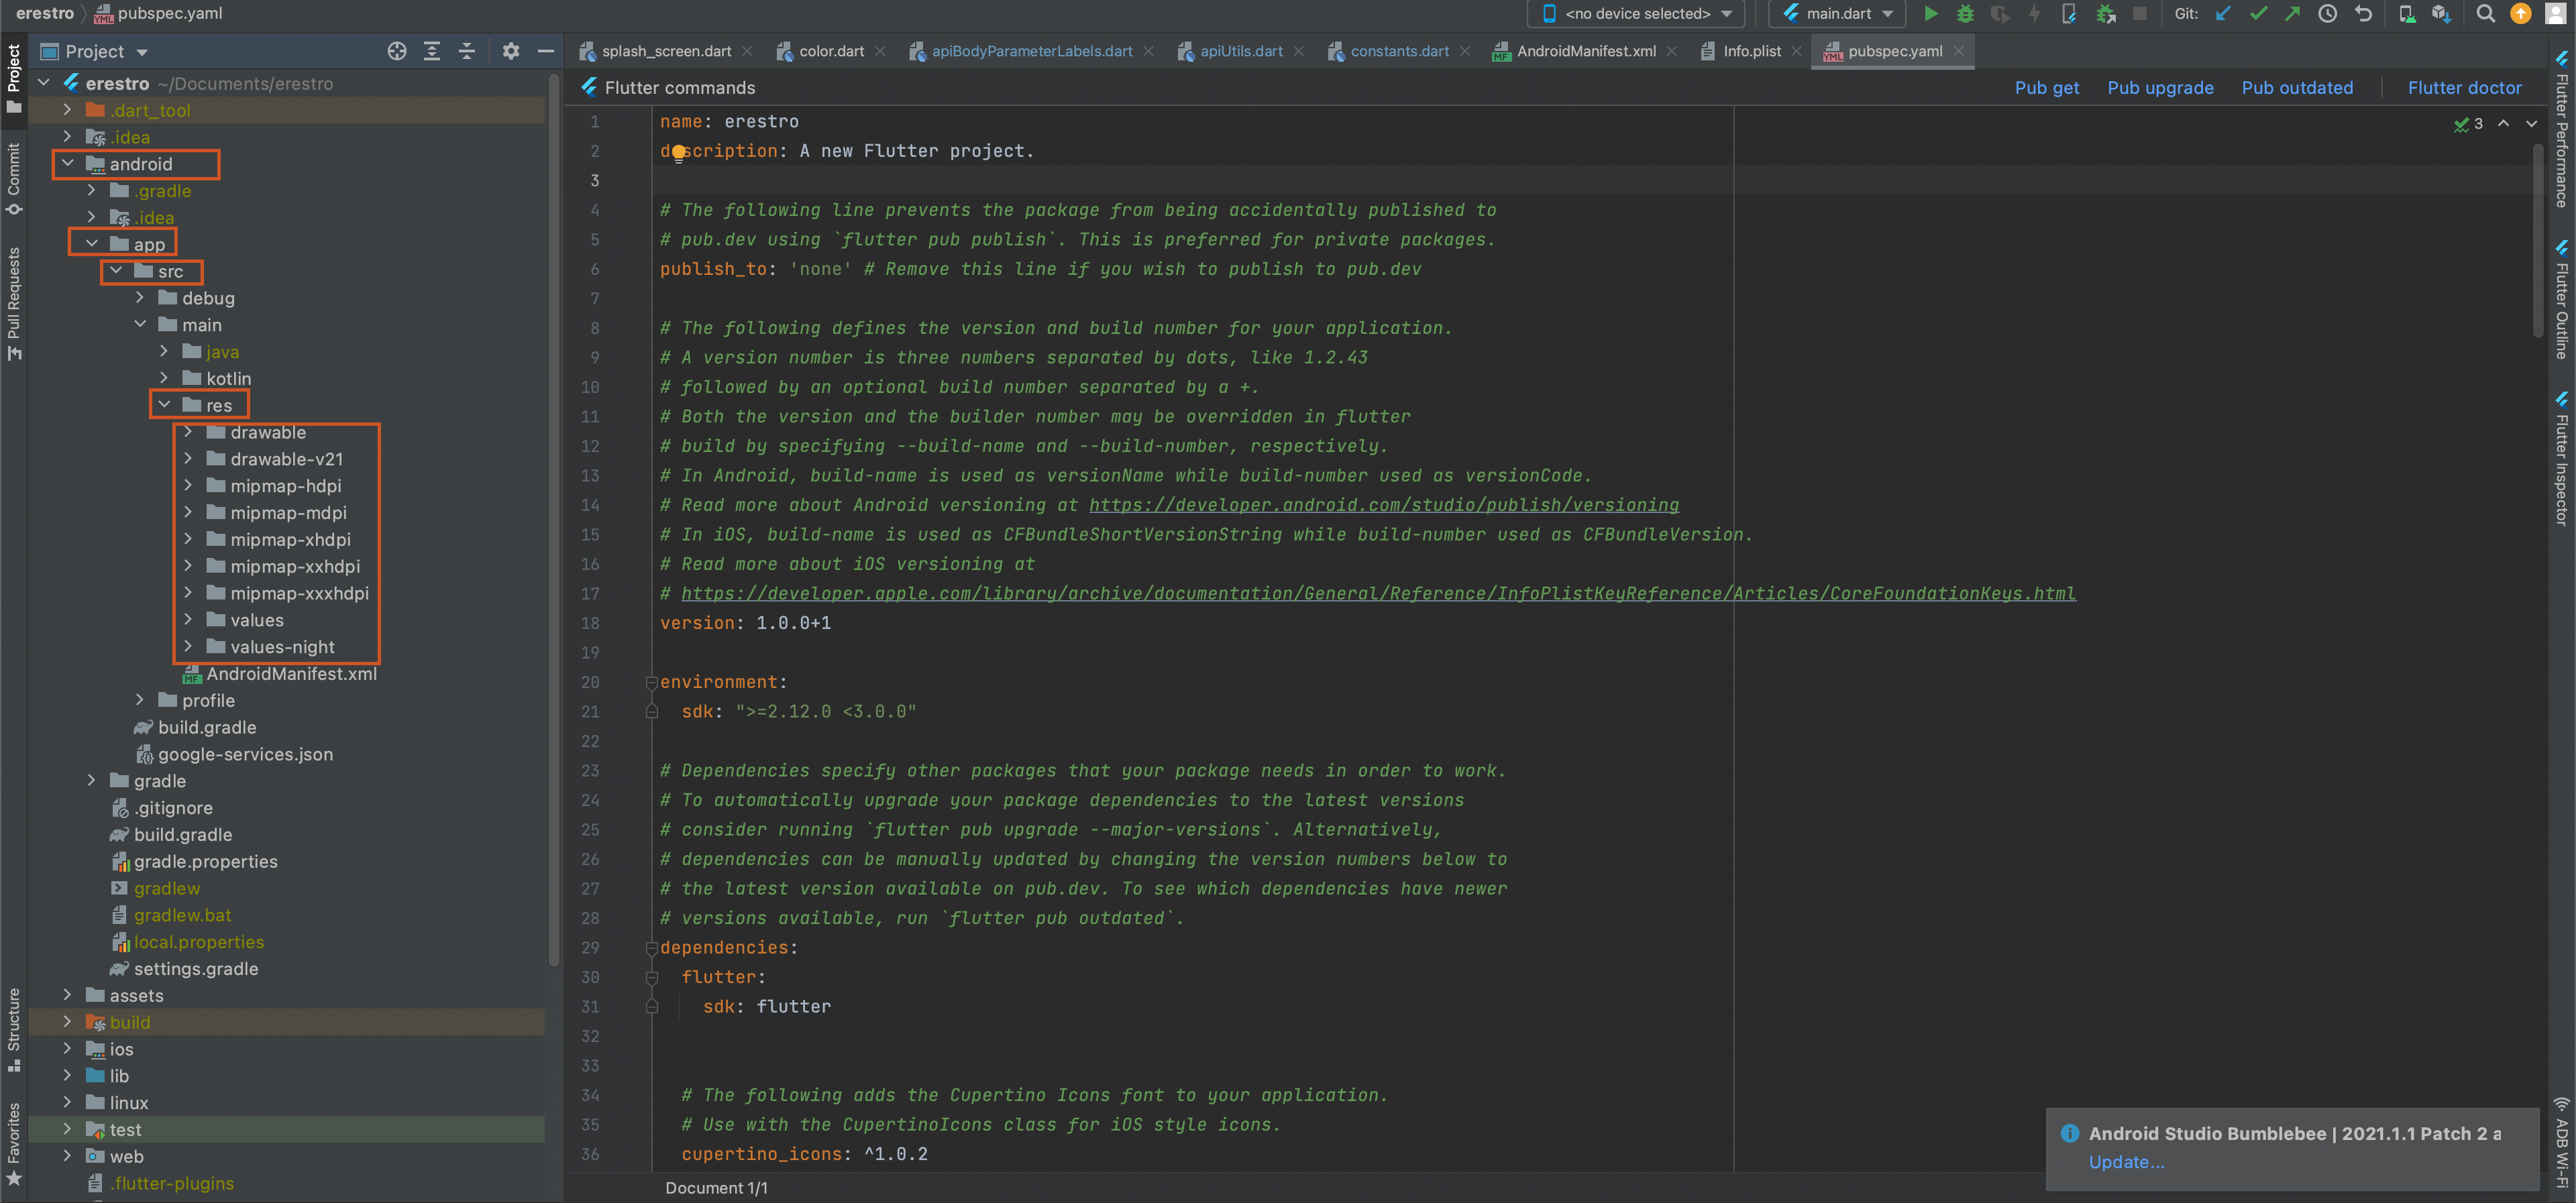 erestro
pubspec.yaml
<no device selected>
main.dart
Git:
Project
splash_screen.dart
color.dart
apiBodyParameterLabels.dart
apiUtils.dart
constants.dart
AndroidManifest.xml
Info.plist
pubspec.yaml
Project
Commit
Pull Requests
Structure
Favorites
erestro ~/Documents/erestro
.dart_tool
.idea
android
.gradle
.idea
app
src
debug
main
java
kotlin
res
drawable
drawable-v21
mipmap-hdpi
mipmap-mdpi
mipmap-xhdpi
mipmap-xxhdpi
mipmap-xxxhdpi
values
values-night
AndroidManifest.xml
profile
build.gradle
google-services.json
gradle
.gitignore
build.gradle
gradle.properties
gradlew
gradlew.bat
local.properties
settings.gradle
assets
build
ios
lib
linux
test
web
.flutter-plugins
Flutter commands
Pub get
Pub upgrade
Pub outdated
Flutter doctor
3
1 name: erestro
2 description: A new Flutter project.
3
4 # The following line prevents the package from being accidentally published to
5 # pub.dev using `flutter pub publish`. This is preferred for private packages.
6 publish_to: 'none' # Remove this line if you wish to publish to pub.dev
7
8 # The following defines the version and build number for your application.
9 # A version number is three numbers separated by dots, like 1.2.43
10 # followed by an optional build number separated by a +.
11 # Both the version and the builder number may be overridden in flutter
12 # build by specifying --build-name and --build-number, respectively.
13 # In Android, build-name is used as versionName while build-number used as versionCode.
14 # Read more about Android versioning at https://developer.android.com/studio/publish/versioning
15 # In iOS, build-name is used as CFBundleShortVersionString while build-number used as CFBundleVersion.
16 # Read more about iOS versioning at
17 # https://developer.apple.com/library/archive/documentation/General/Reference/InfoPlistKeyReference/Articles/CoreFoundationKeys.html
18 version: 1.0.0+1
19
20 environment:
21 sdk: ">=2.12.0 <3.0.0"
22
23 # Dependencies specify other packages that your package needs in order to work.
24 # To automatically upgrade your package dependencies to the latest versions
25 # consider running `flutter pub upgrade --major-versions`. Alternatively,
26 # dependencies can be manually updated by changing the version numbers below to
27 # the latest version available on pub.dev. To see which dependencies have newer
28 # versions available, run `flutter pub outdated`.
29 dependencies:
30 flutter:
31 sdk: flutter
32
33
34 # The following adds the Cupertino Icons font to your application.
35 # Use with the CupertinoIcons class for iOS style icons.
36 cupertino_icons: ^1.0.2
Document 1/1
Flutter Performance
Flutter Outline
Flutter Inspector
ADB Wi-Fi
Android Studio Bumblebee | 2021.1.1 Patch 2 a
Update...